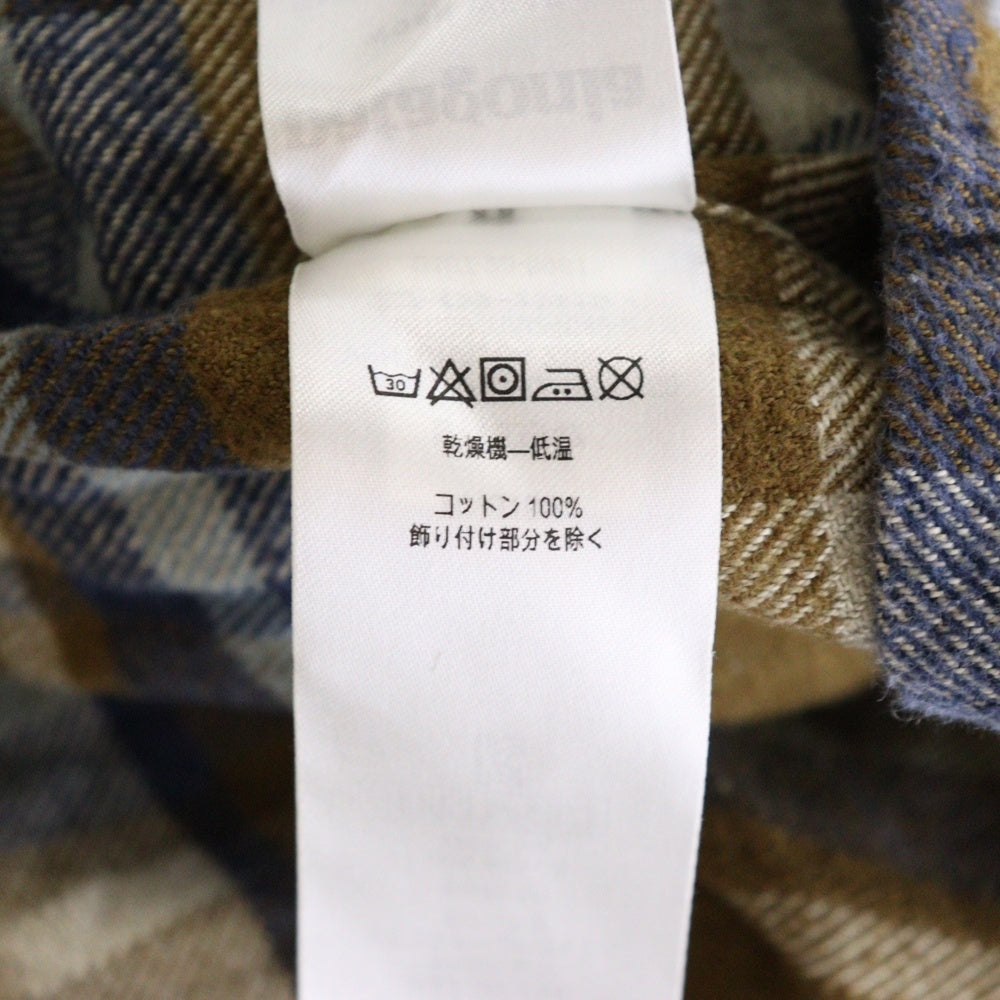 30
乾燥機—低温
コットン 100%
飾り付け部分を除く